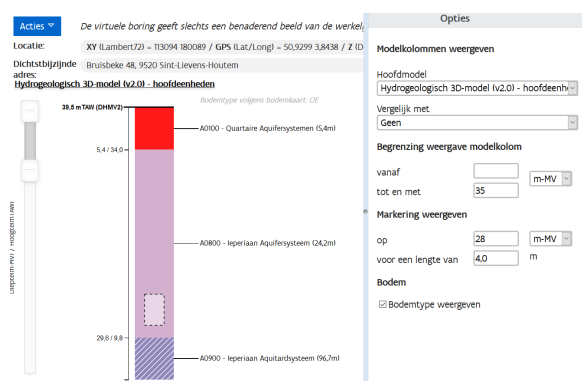 Acties
De virtuele boring geeft slechts een benaderend beeld van de werkelij
Locatie:
XY (Lambert72) = 113094 180089 / GPS (Lat/Long) = 50,9299 3,8438 / Z (D
Dichtstbijzijnde adres:
Bruisbeke 48, 9520 Sint-Lievens-Houtem
Hydrogeologisch 3D-model (v2.0) - hoofdeenheden
Bodemtype volgens bodemkaart: OE
39,5 mTAW (DHMV2)
A0100 - Quartaire Aquifersystemen (5,4m)
5,4 / 34,0
A0800 - Ieperiaan Aquifersysteem (24,2m)
29,6 / 9,8
A0900 - Ieperiaan Aquitardsysteem (96,7m)
Opties
Modelkolommen weergeven
Hoofdmodel
Hydrogeologisch 3D-model (v2.0) - hoofdeenhe
Vergelijk met
Geen
Begrenzing weergave modelkolom
vanaf
m-MV
tot en met
35
Markering weergeven
op
28
m-MV
voor een lengte van
4,0
m
Bodem
Bodemtype weergeven